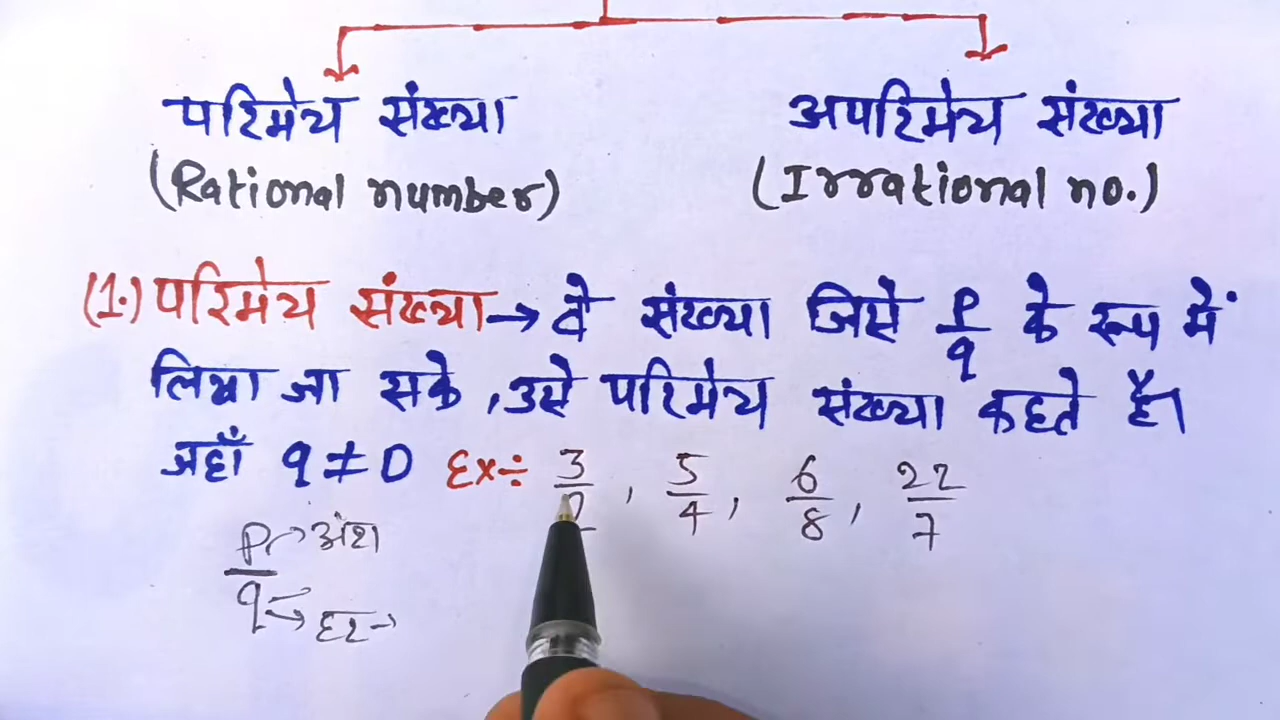 परिमेय संख्या अपरिमेय संख्या
(Rational number) (Irrational no.)
(1.) परिमेय संख्या → वे संख्या जिसे p/q के रूप में
लिखा जा सके, उसे परिमेय संख्या कहते है।
जहाँ q ≠ 0 Ex÷ 3/2, 5/4, 6/8, 22/7
p → अंश
q → हर →